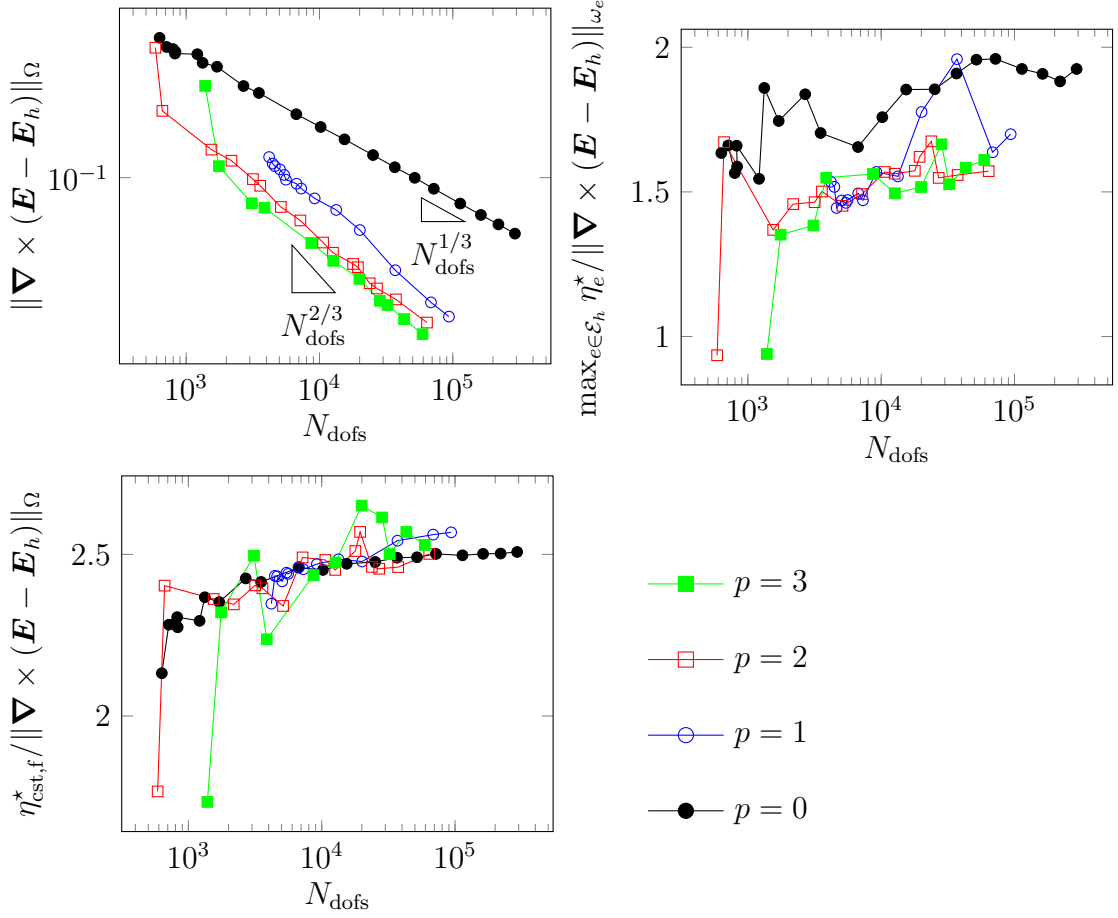 ‖∇ × (E − E_h)‖_Ω
10^{−1}
N_dofs^{1/3}
N_dofs^{2/3}
10^3 10^4 10^5
N_dofs
max_{e∈ℰ_h} η_e^⋆/‖∇ × (E − E_h)‖_{ω_e}
2
1.5
1
10^3 10^4 10^5
N_dofs
η_{cst,f}^⋆/‖∇ × (E − E_h)‖_Ω
2.5
2
10^3 10^4 10^5
N_dofs
p = 3
p = 2
p = 1
p = 0